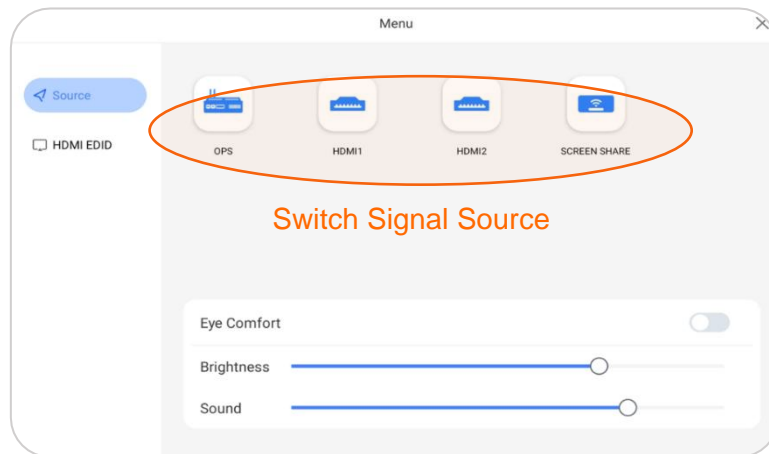 Menu
Source
HDMI EDID
OPS
HDMI1
HDMI2
SCREEN SHARE
Switch Signal Source
Eye Comfort
Brightness
Sound